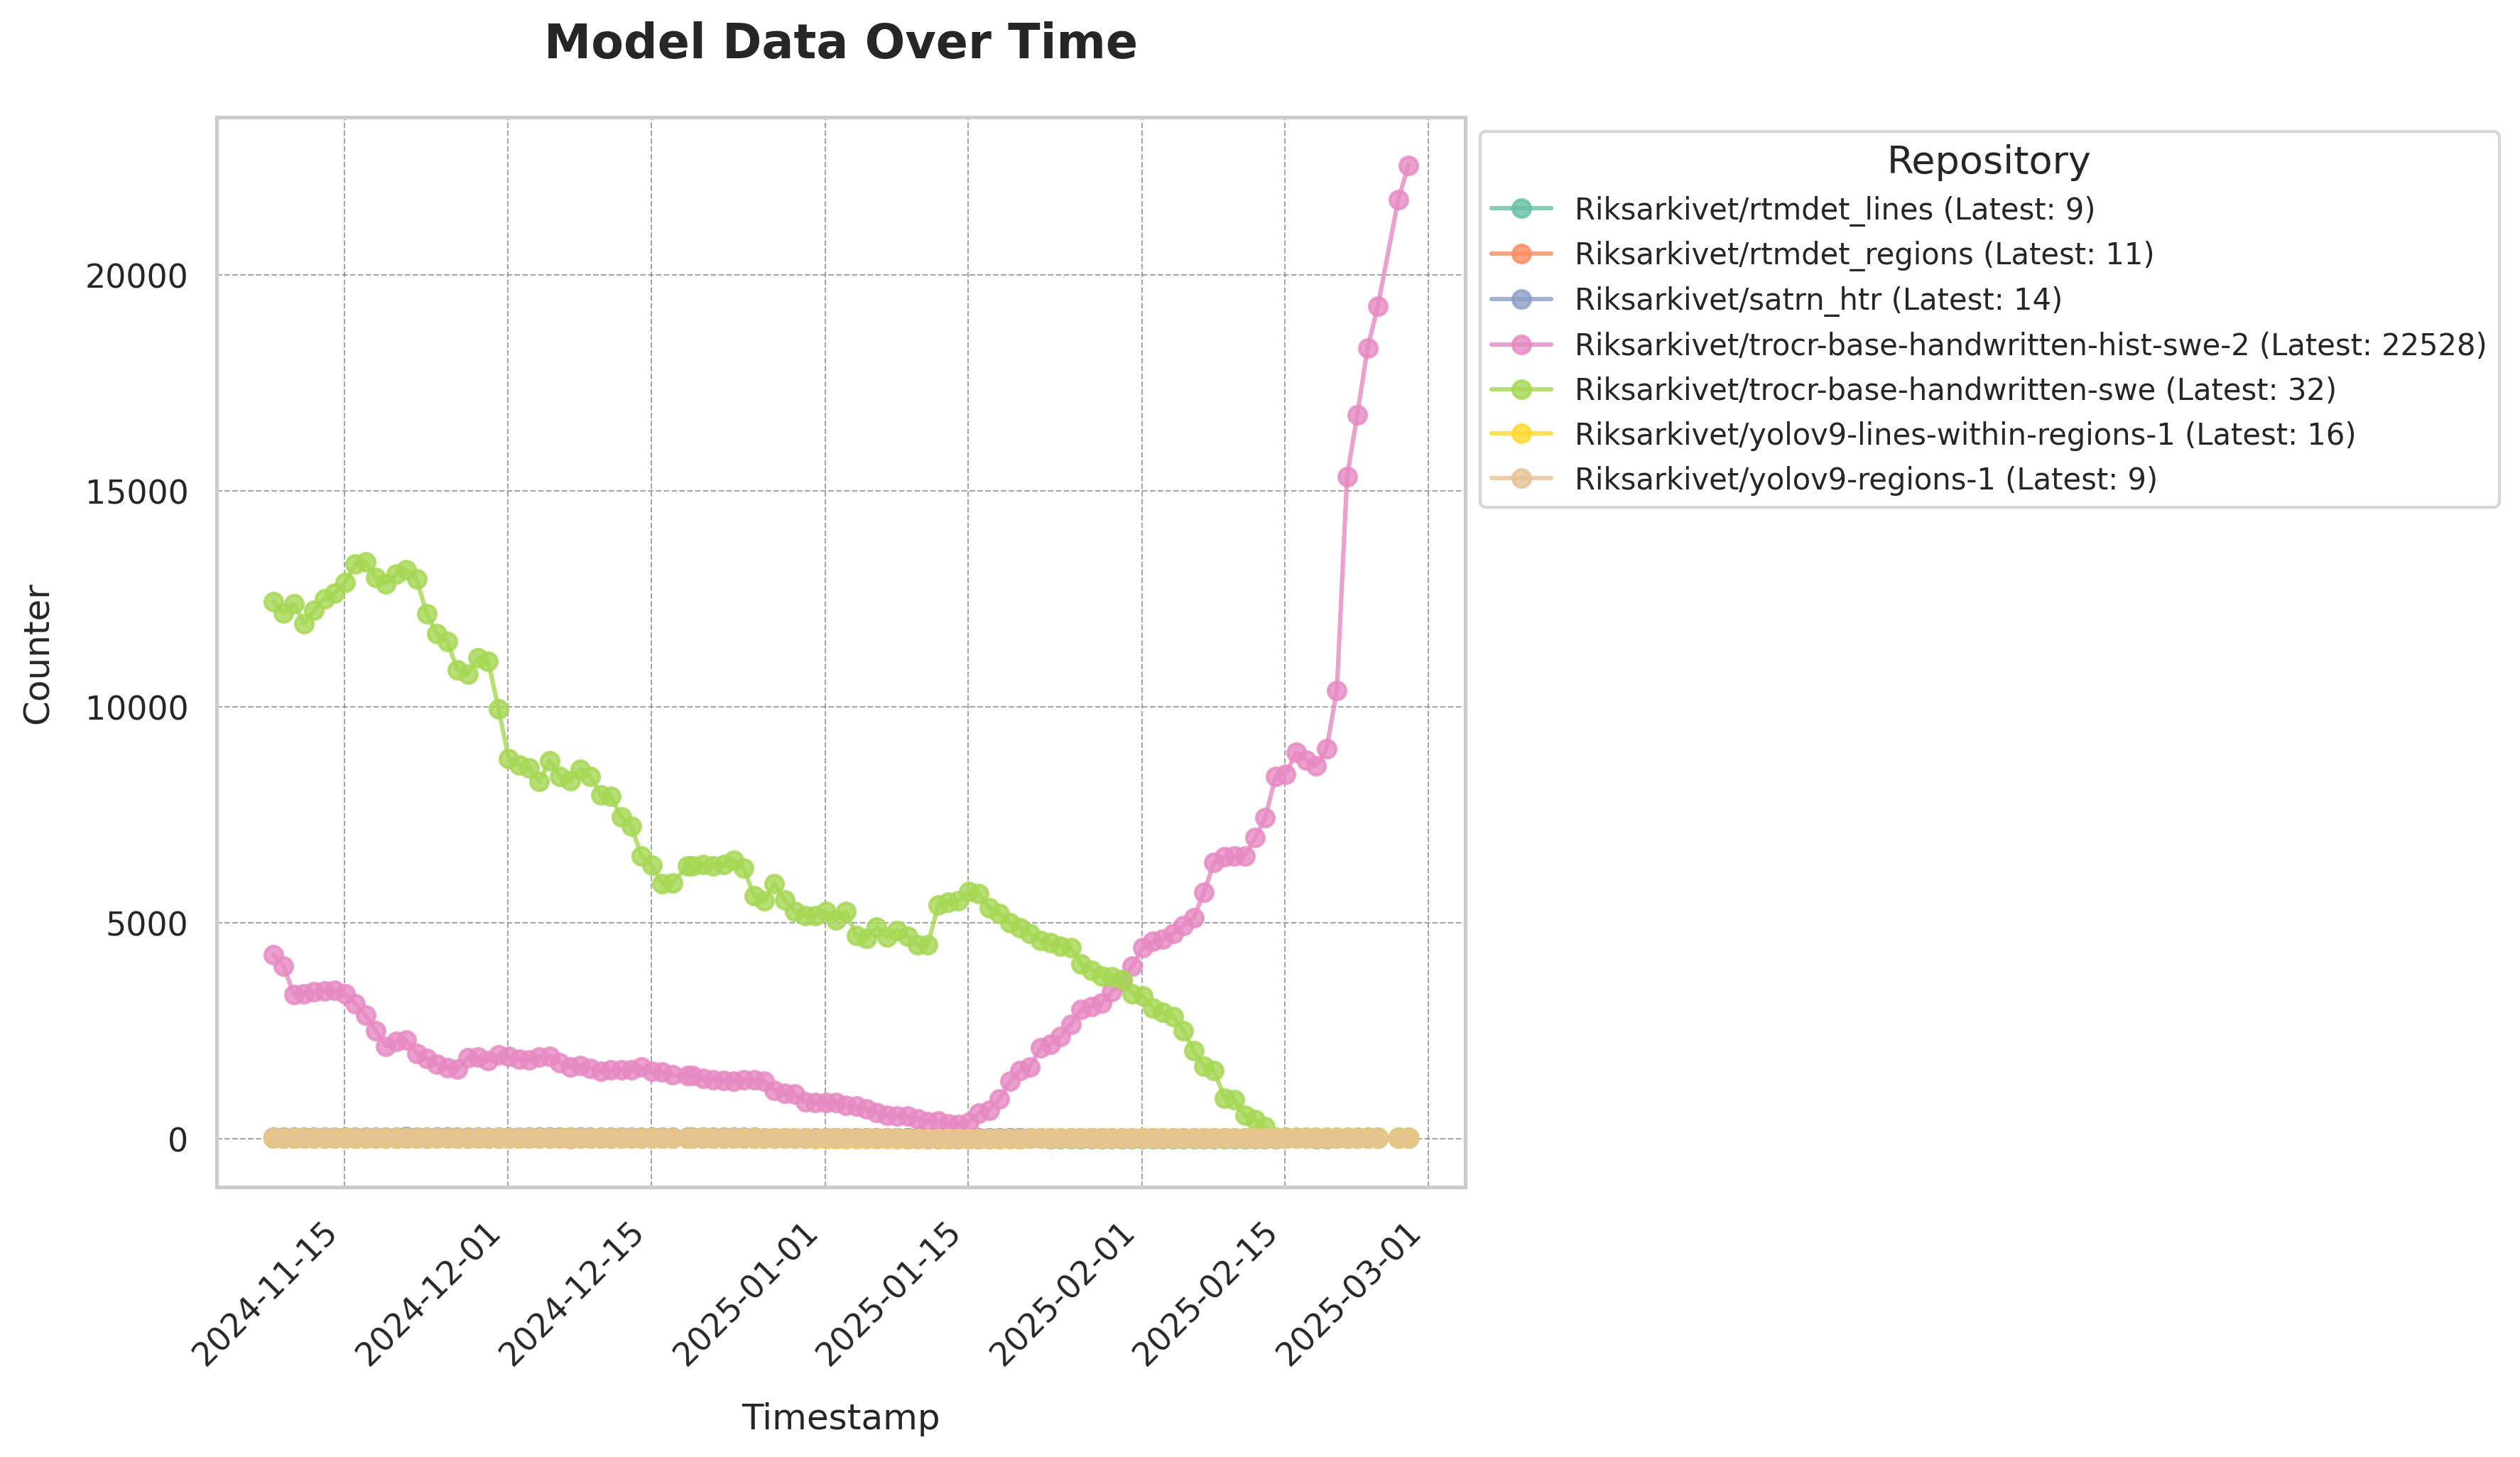 Model Data Over Time
Repository
Riksarkivet/rtmdet_lines (Latest: 9)
Riksarkivet/rtmdet_regions (Latest: 11)
Riksarkivet/satrn_htr (Latest: 14)
Riksarkivet/trocr-base-handwritten-hist-swe-2 (Latest: 22528)
Riksarkivet/trocr-base-handwritten-swe (Latest: 32)
Riksarkivet/yolov9-lines-within-regions-1 (Latest: 16)
Riksarkivet/yolov9-regions-1 (Latest: 9)
Counter
20000
15000
10000
5000
0
2024-11-15
2024-12-01
2024-12-15
2025-01-01
2025-01-15
2025-02-01
2025-02-15
2025-03-01
Timestamp